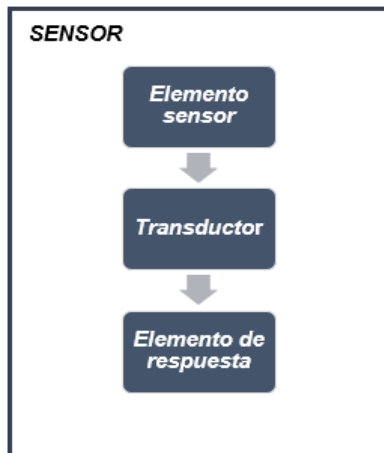 SENSOR
Elemento
sensor
Transductor
Elemento de
respuesta